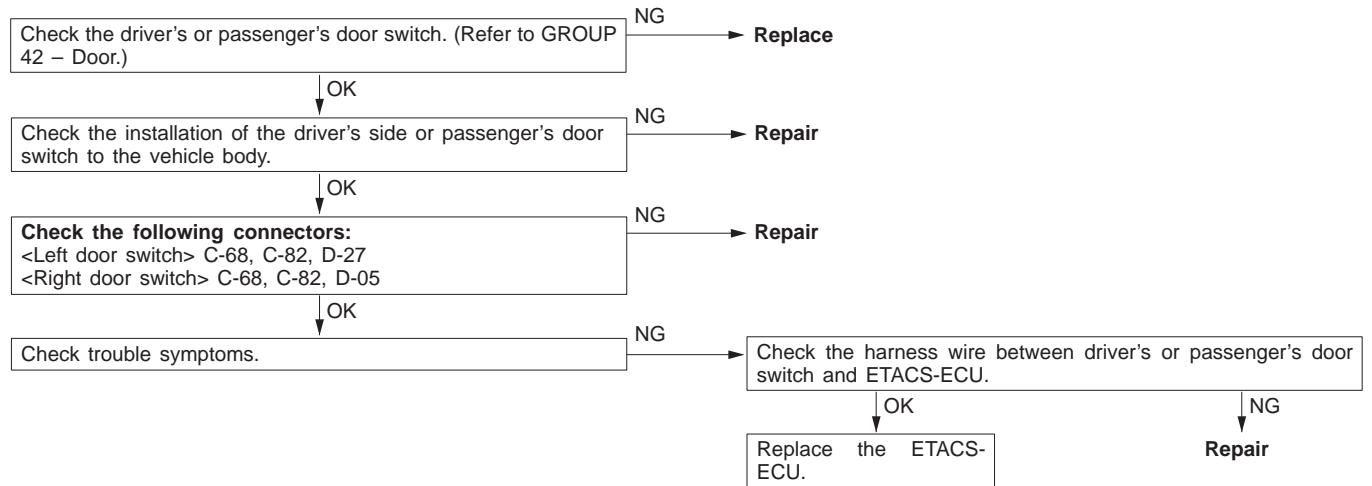 NG
Check the driver's or passenger's door switch. (Refer to GROUP
42 – Door.)
Replace
OK
NG
Check the installation of the driver's side or passenger's door
switch to the vehicle body.
Repair
OK
NG
Check the following connectors:
<Left door switch> C-68, C-82, D-27
<Right door switch> C-68, C-82, D-05
Repair
OK
NG
Check trouble symptoms.
Check the harness wire between driver's or passenger's door
switch and ETACS-ECU.
OK
NG
Replace the ETACS-
ECU.
Repair